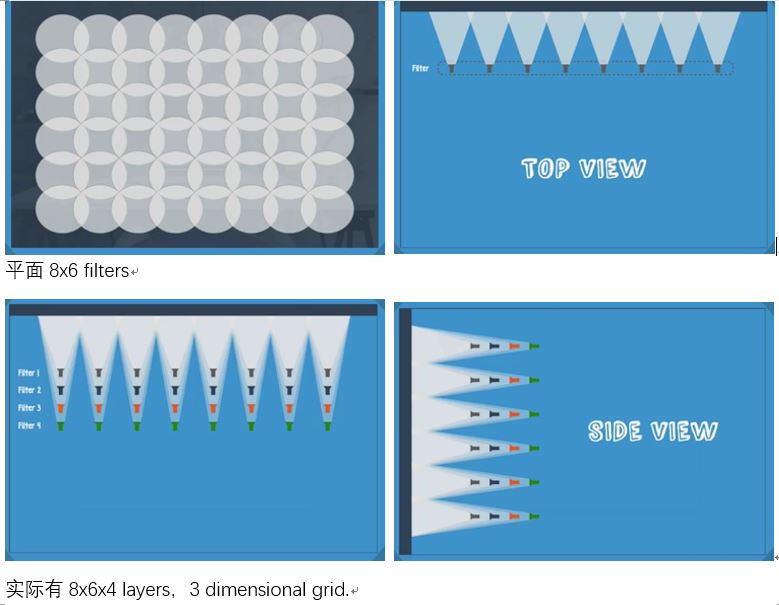 Filter
TOP VIEW
平面 8x6 filters
Filter 1
Filter 2
Filter 3
Filter 4
SIDE VIEW
实际有 8x6x4 layers，3 dimensional grid.